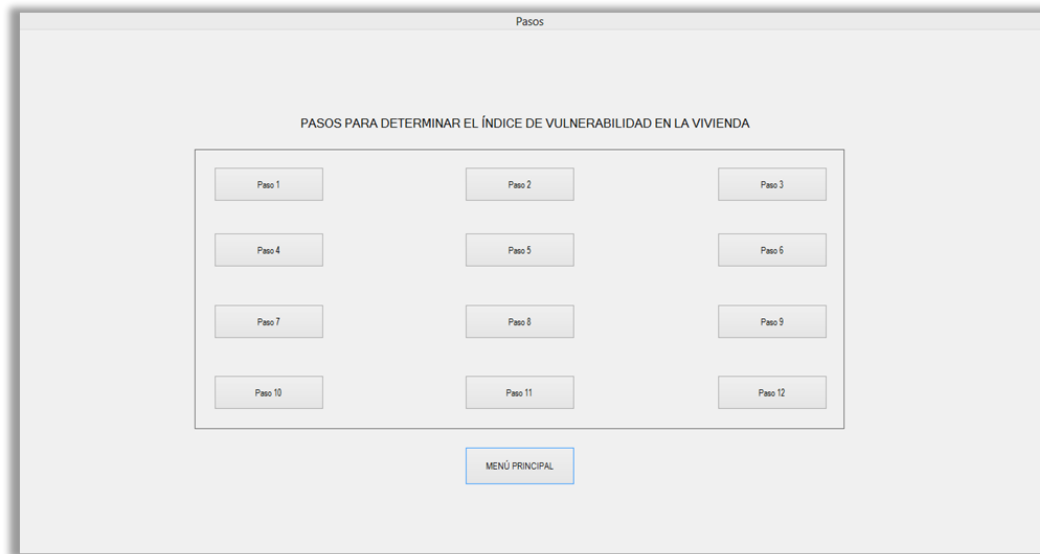 Pasos
PASOS PARA DETERMINAR EL ÍNDICE DE VULNERABILIDAD EN LA VIVIENDA
Paso 1 Paso 2 Paso 3
Paso 4 Paso 5 Paso 6
Paso 7 Paso 8 Paso 9
Paso 10 Paso 11 Paso 12
MENÚ PRINCIPAL